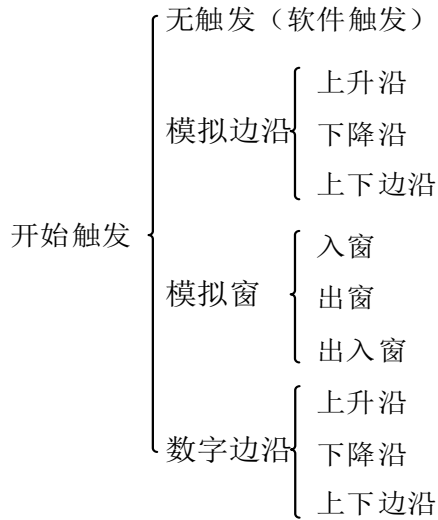 无触发（软件触发）
模拟边沿
上升沿
下降沿
上下边沿
开始触发
模拟窗
入窗
出窗
出入窗
数字边沿
上升沿
下降沿
上下边沿